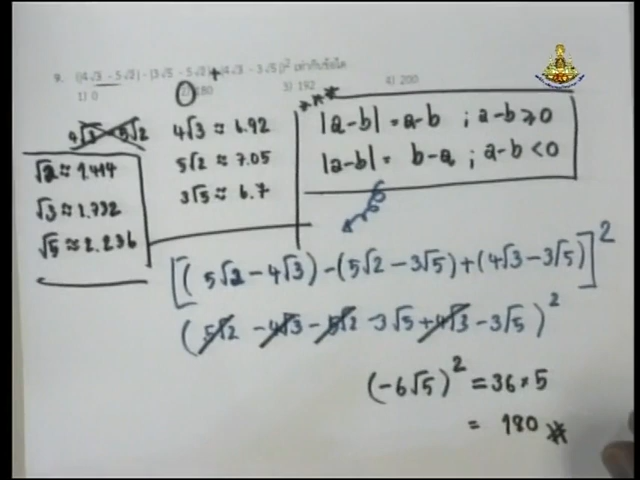 9. (|4√3 - 5√2| - |3√5 - 5√2| + |4√3 - 3√5|)² เท่ากับข้อใด
1) 0 2) 180 3) 192 4) 200
4√3 - 5√2
√2 ≈ 1.414
√3 ≈ 1.732
√5 ≈ 2.236
4√3 ≈ 6.92
5√2 ≈ 7.05
3√5 ≈ 6.7
***
|a-b| = a-b ; a-b ⩾ 0
|a-b| = b-a ; a-b < 0
[(5√2 - 4√3) - (5√2 - 3√5) + (4√3 - 3√5)]²
(5√2 - 4√3 - 5√2 - 3√5 + 4√3 - 3√5)²
(-6√5)² = 36 × 5
= 180